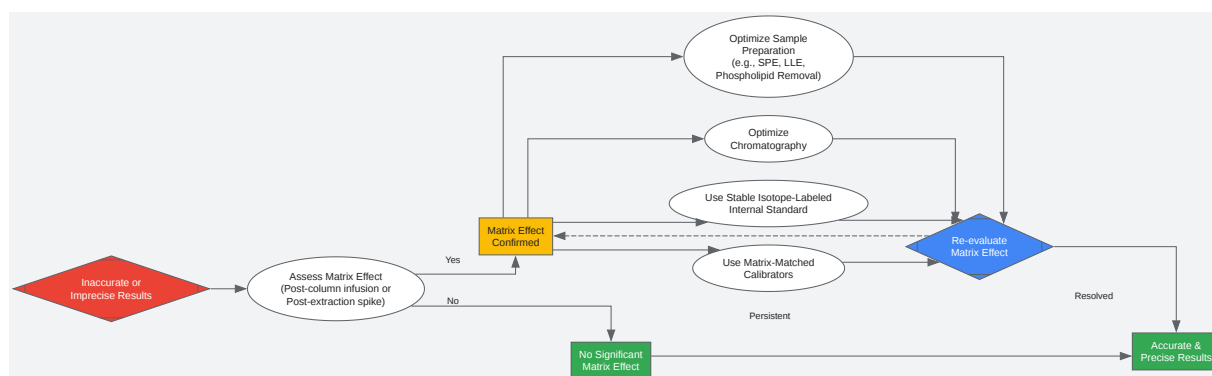 Optimize Sample
Preparation
(e.g., SPE, LLE,
Phospholipid Removal)
Optimize
Chromatography
Use Stable Isotope-Labeled
Internal Standard
Matrix Effect
Confirmed
Re-evaluate
Matrix Effect
Use Matrix-Matched
Calibrators
Yes
Inaccurate or
Imprecise Results
Assess Matrix Effect
(Post-column infusion or
Post-extraction spike)
No
Resolved
Persistent
No Significant
Matrix Effect
Accurate &
Precise Results